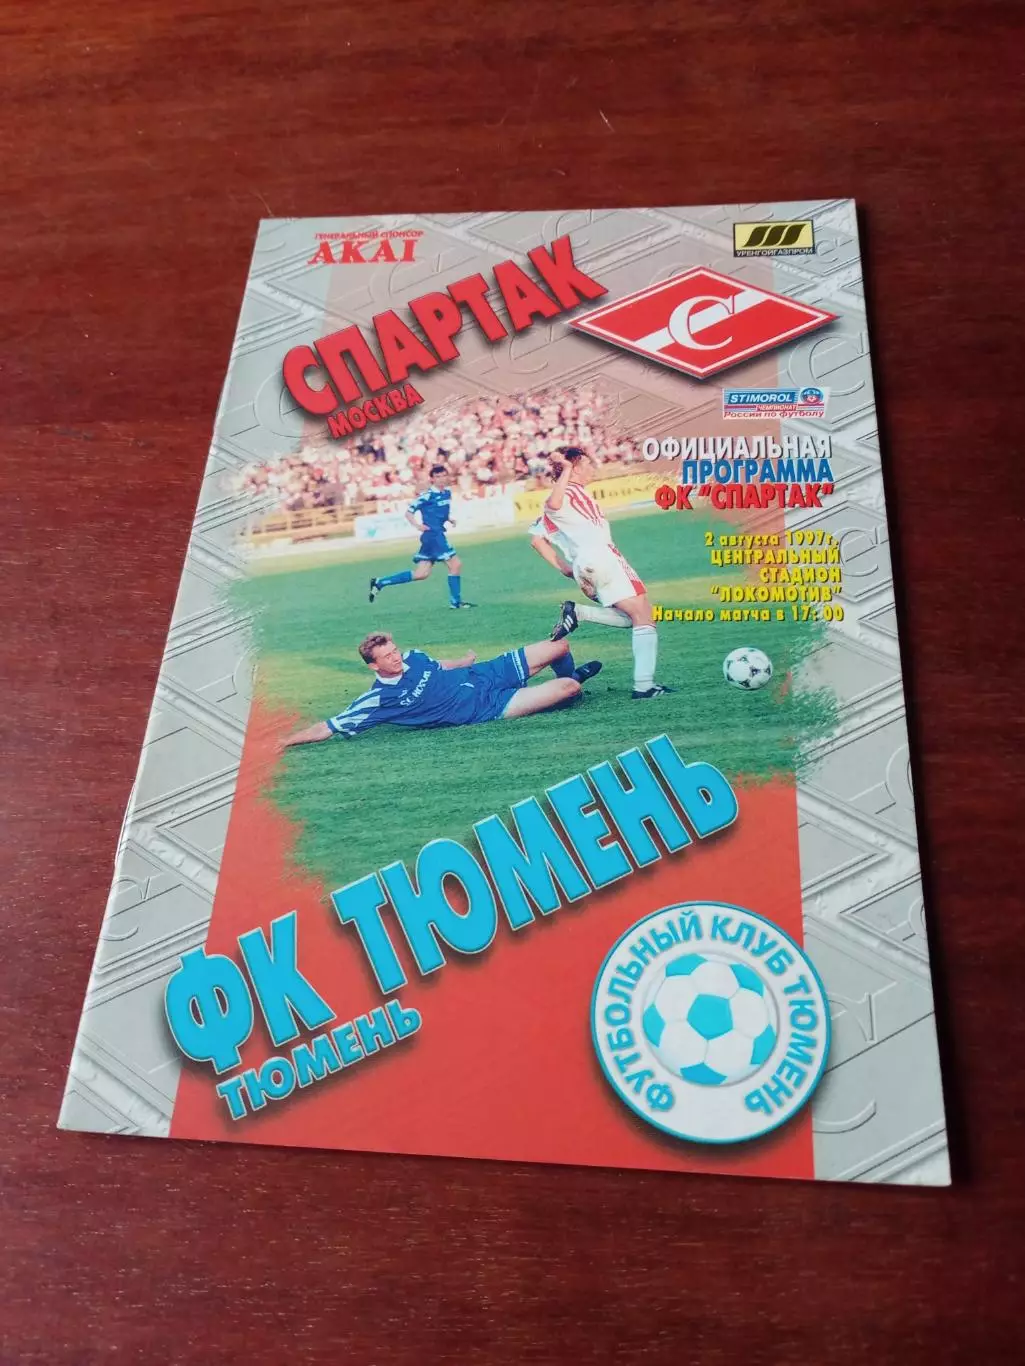 ГЕНЕРАЛЬНЫЙ СПОНСОР
AKAI
УРЕНГОЙГАЗПРОМ
СПАРТАК
МОСКВА
С
STIMOROL
ЧЕМПИОНАТ
России по футболу
ОФИЦИАЛЬНАЯ
ПРОГРАММА
ФК "СПАРТАК"
2 августа 1997г.
ЦЕНТРАЛЬНЫЙ
СТАДИОН
"ЛОКОМОТИВ"
Начало матча в 17:00
ФК ТЮМЕНЬ
ТЮМЕНЬ
ФУТБОЛЬНЫЙ КЛУБ ТЮМЕНЬ